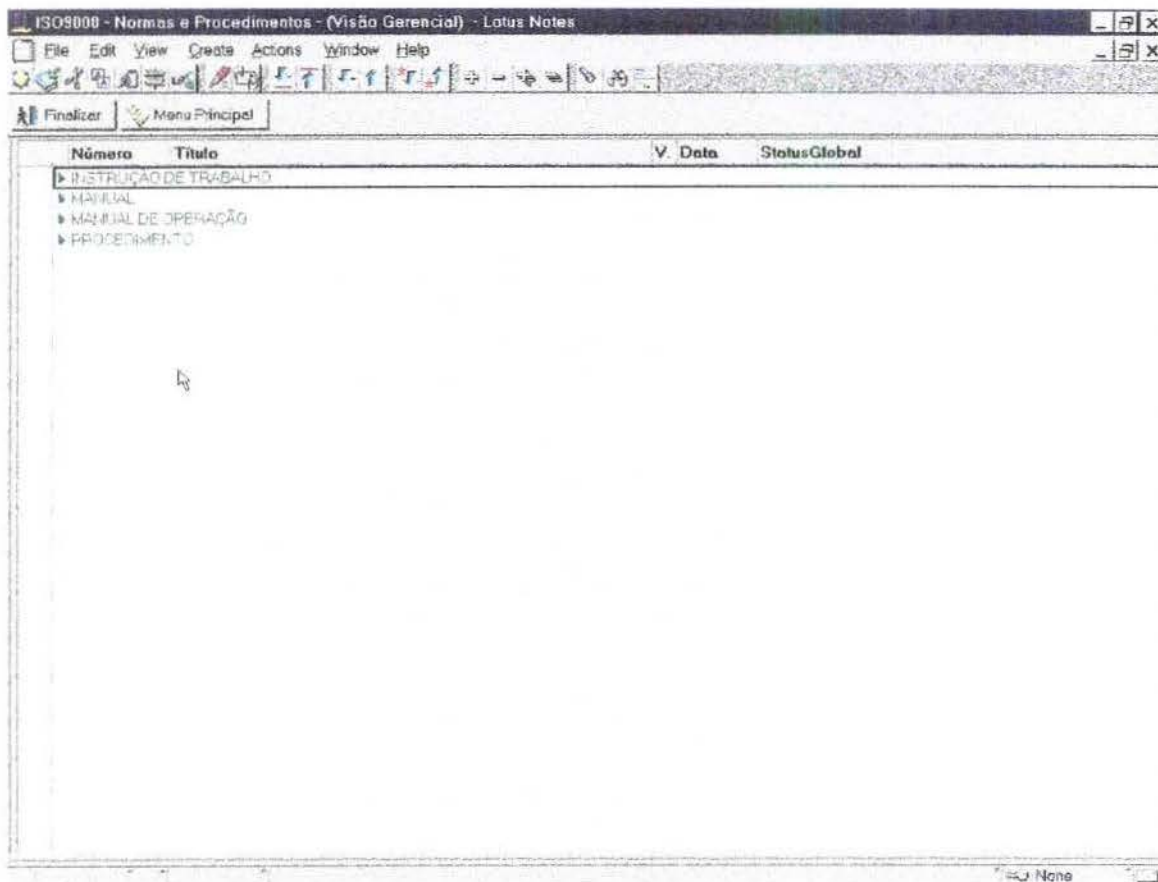 ISO9000 - Normas e Procedimentos - (Visão Gerencial) - Lotus Notes
File Edit View Create Actions Window Help
Finalizar Menu Principal
Número Título V. Data StatusGlobal
INSTRUÇÃO DE TRABALHO
MANUAL
MANUAL DE OPERAÇÃO
PROCEDIMENTO
None